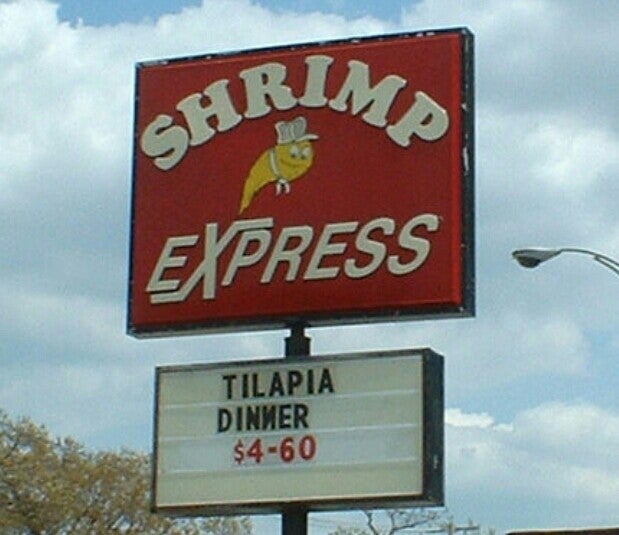 SHRIMP
EXPRESS
TILAPIA
DINNER
$4-60